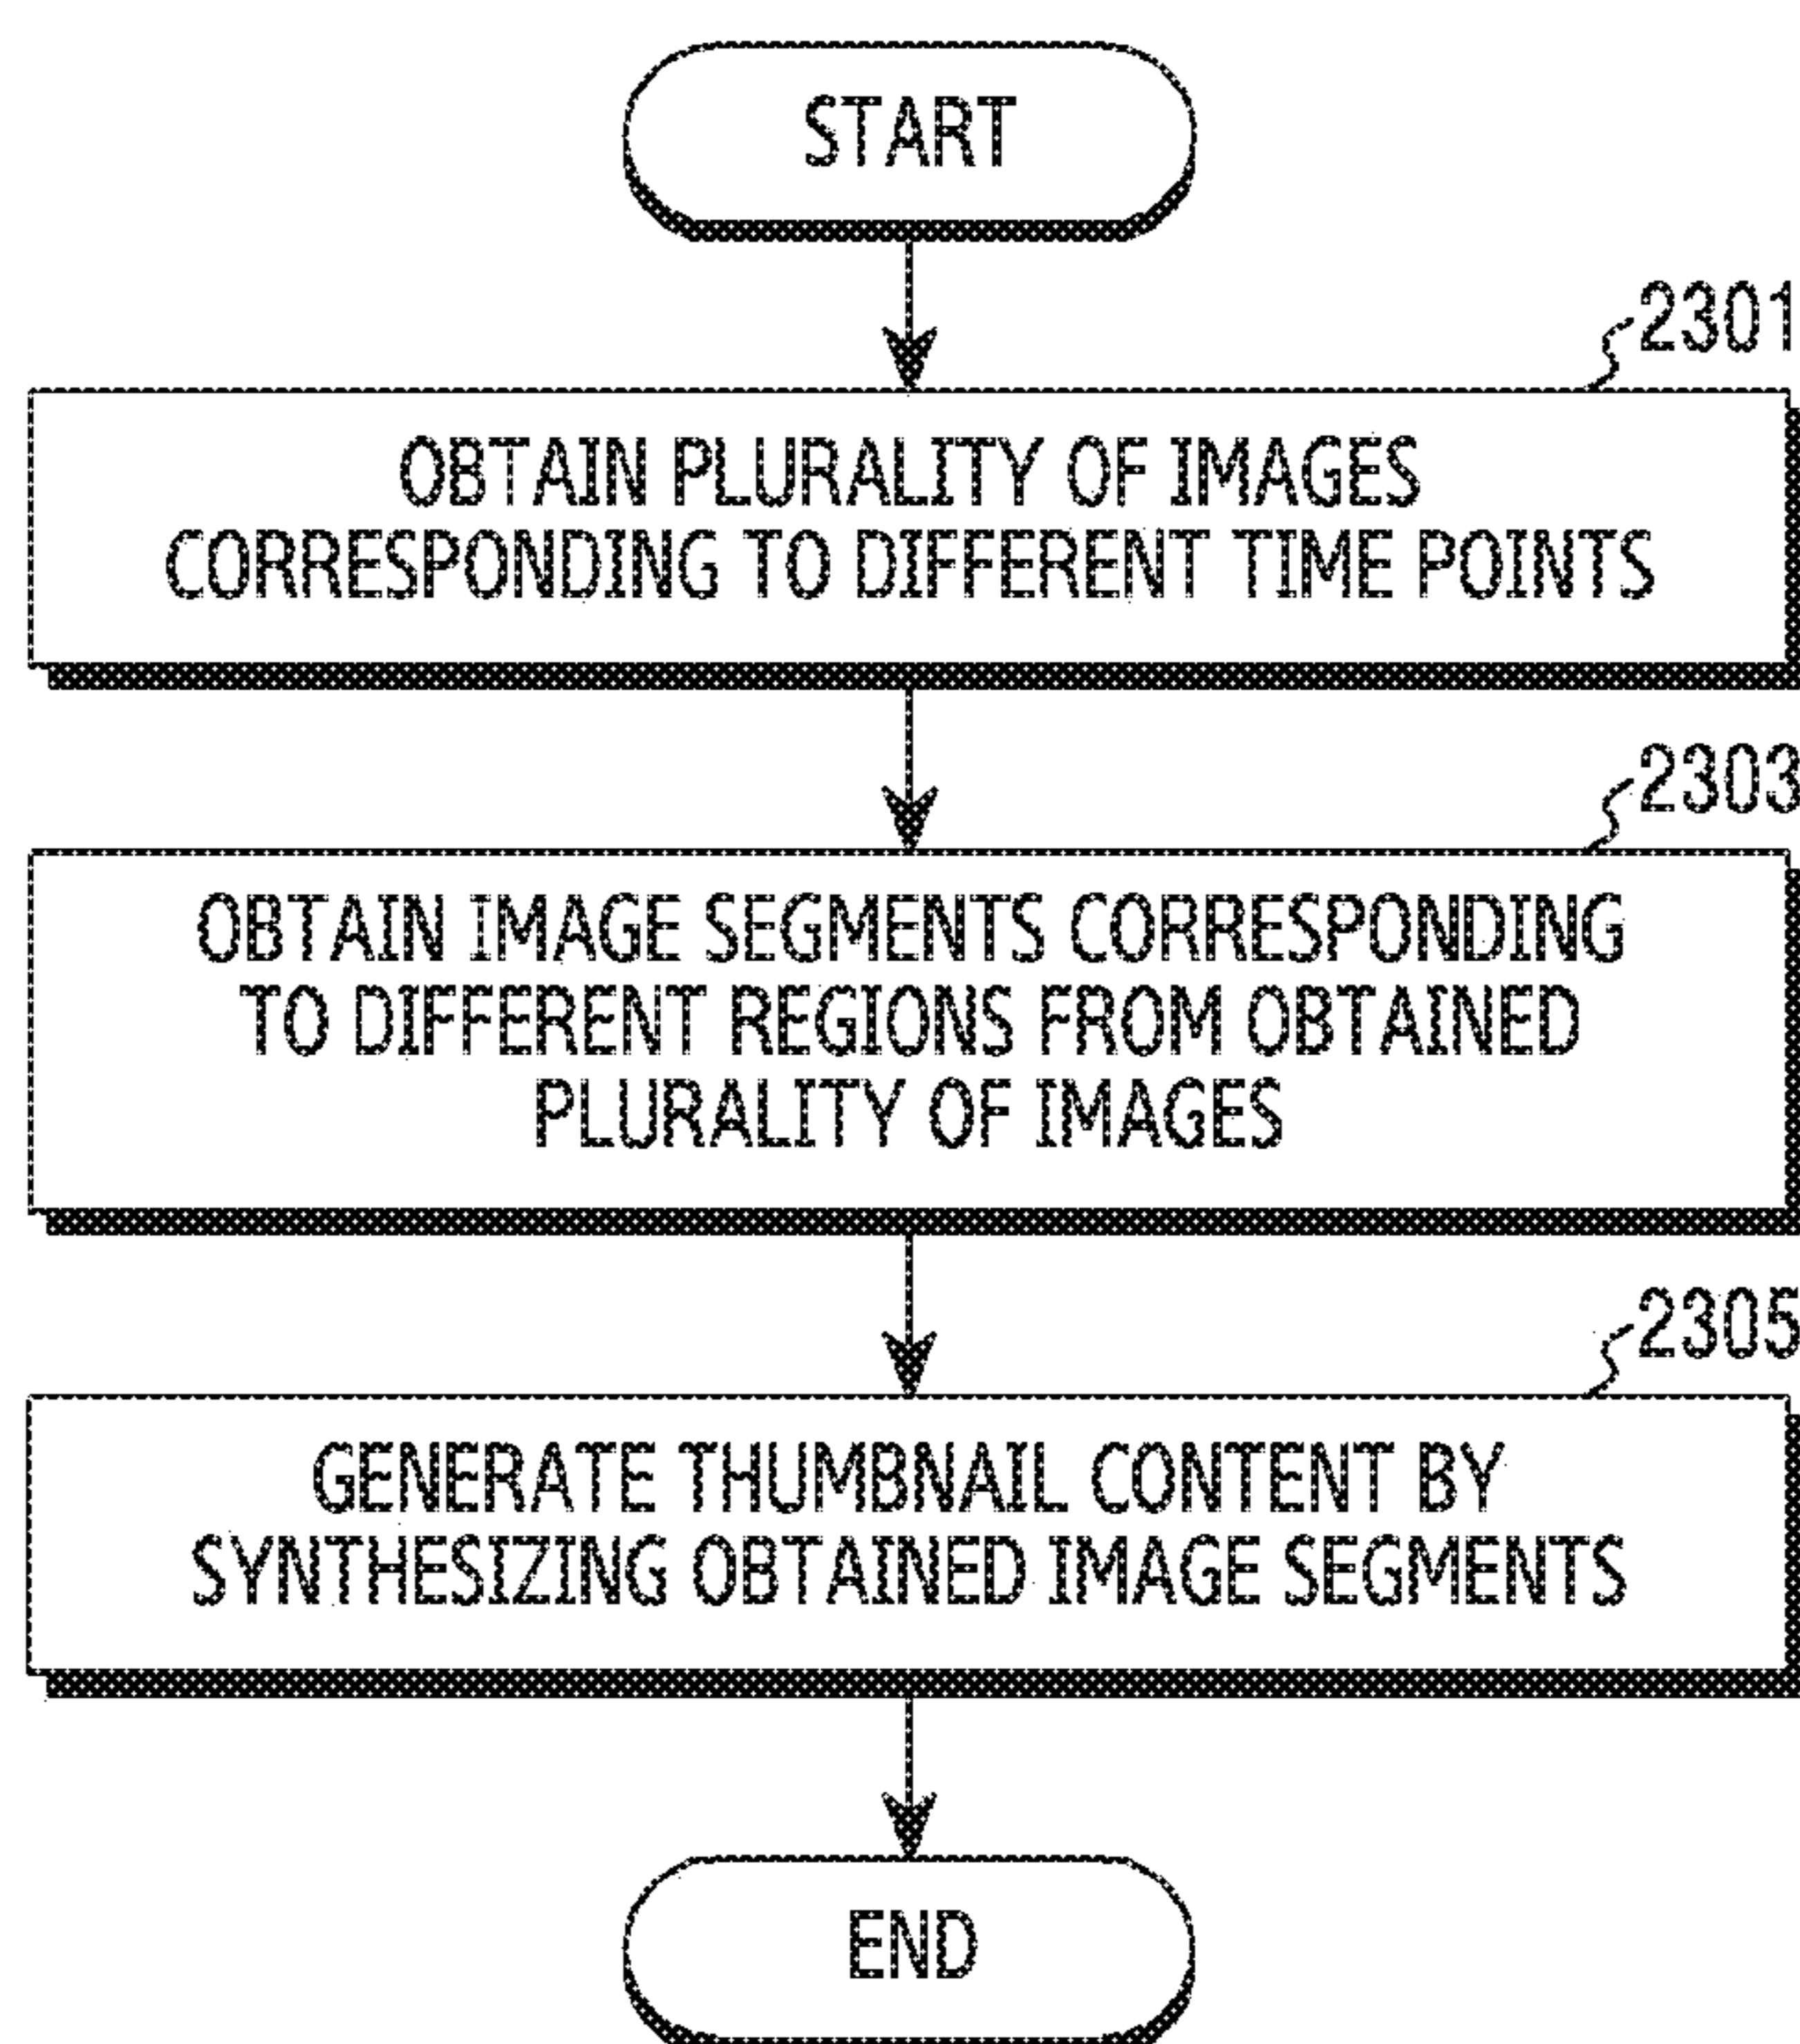 START
2301
OBTAIN PLURALITY OF IMAGES
CORRESPONDING TO DIFFERENT TIME POINTS
2303
OBTAIN IMAGE SEGMENTS CORRESPONDING
TO DIFFERENT REGIONS FROM OBTAINED
PLURALITY OF IMAGES
2305
GENERATE THUMBNAIL CONTENT BY
SYNTHESIZING OBTAINED IMAGE SEGMENTS
END